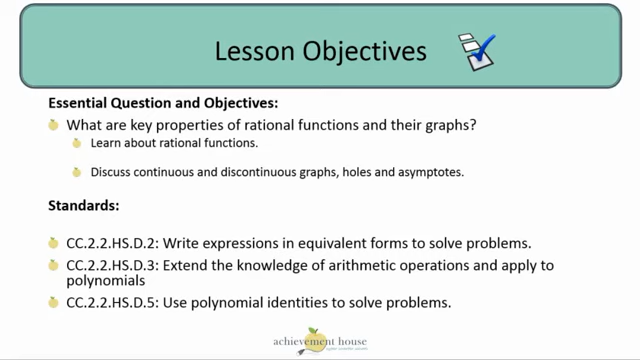 Lesson Objectives
Essential Question and Objectives:
What are key properties of rational functions and their graphs?
Learn about rational functions.
Discuss continuous and discontinuous graphs, holes and asymptotes.
Standards:
CC.2.2.HS.D.2: Write expressions in equivalent forms to solve problems.
CC.2.2.HS.D.3: Extend the knowledge of arithmetic operations and apply to
polynomials
CC.2.2.HS.D.5: Use polynomial identities to solve problems.
achievement house